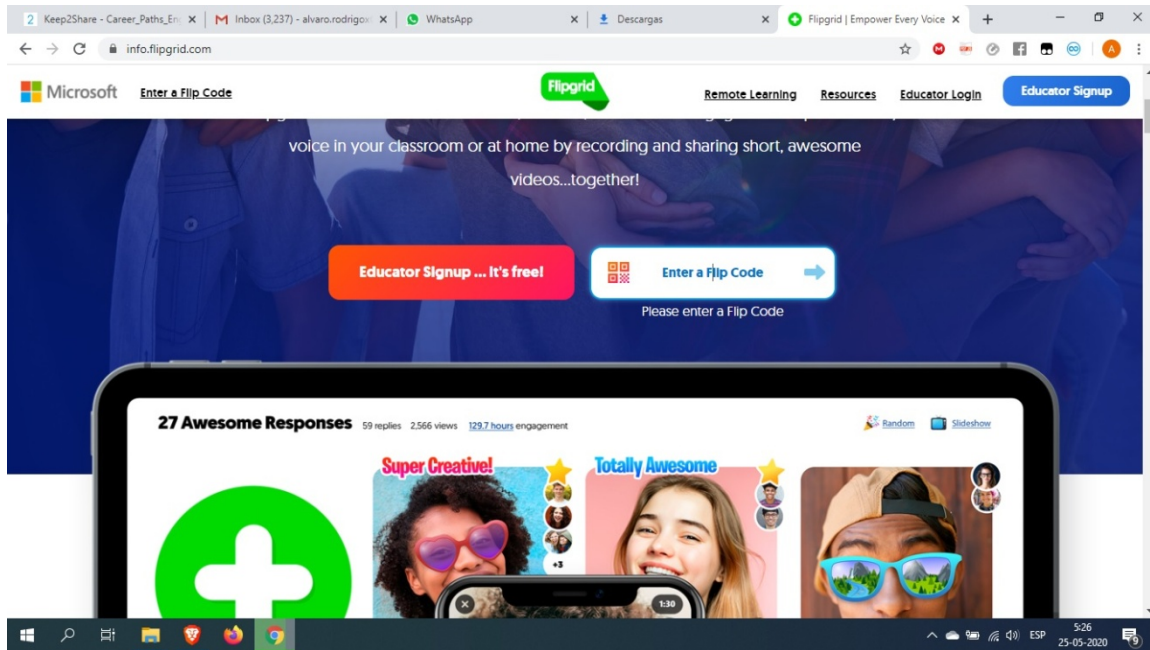 Keep2Share - Career_Paths_En
Inbox (3,237) - alvaro.rodrigo
WhatsApp
Descargas
Flipgrid | Empower Every Voice
info.flipgrid.com
Microsoft
Enter a Flip Code
Flipgrid
Remote Learning
Resources
Educator Login
Educator Signup
voice in your classroom or at home by recording and sharing short, awesome
videos...together!
Educator Signup ... it's free!
Enter a Flip Code
Please enter a Flip Code
27 Awesome Responses 59 replies 2,566 views 129.7 hours engagement
Random
Slideshow
Super Creative!
Totally Awesome
+3
1:30
ESP
5:26
25-05-2020
9